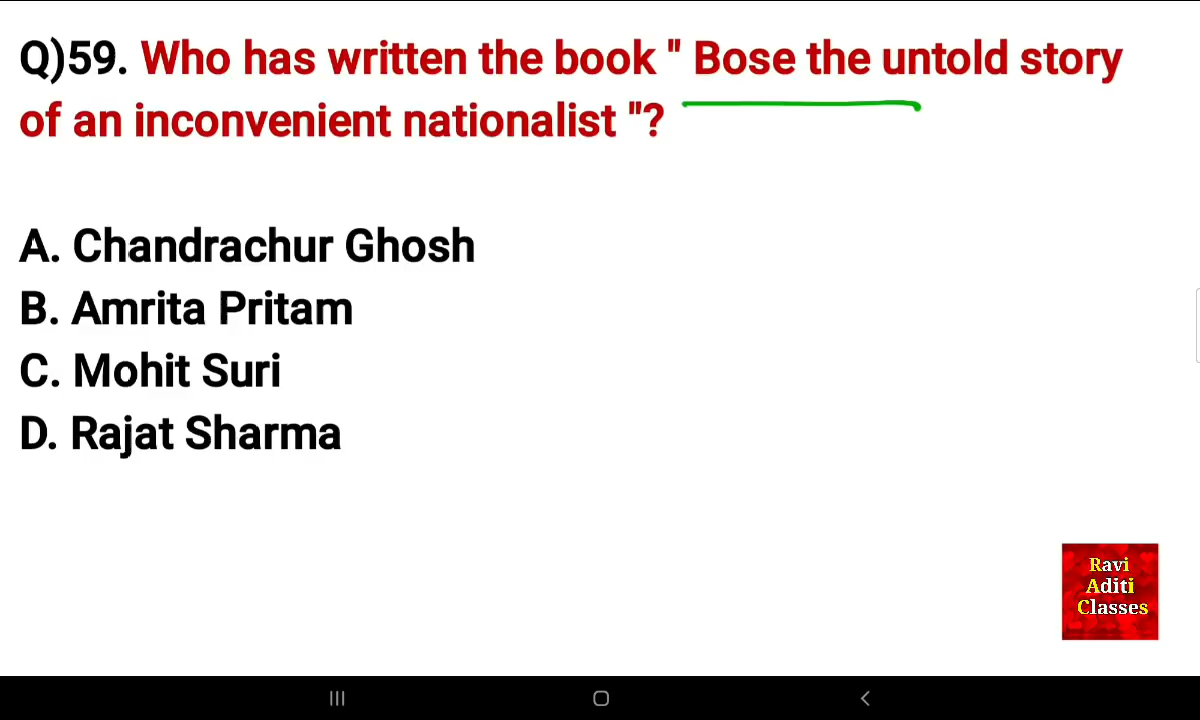 Q)59. Who has written the book " Bose the untold story
of an inconvenient nationalist "?
A. Chandrachur Ghosh
B. Amrita Pritam
C. Mohit Suri
D. Rajat Sharma
Ravi
Aditi
Classes